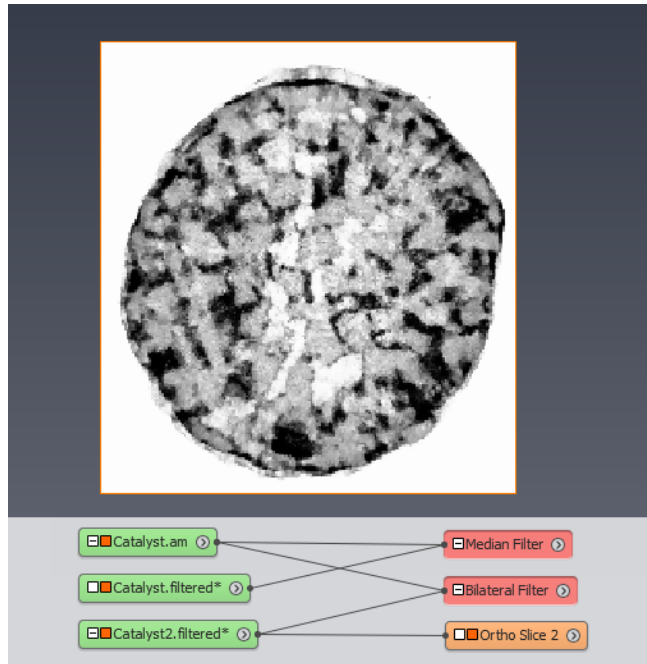 Catalyst.am
Median Filter
Catalyst.filtered*
Bilateral Filter
Catalyst2.filtered*
Ortho Slice 2